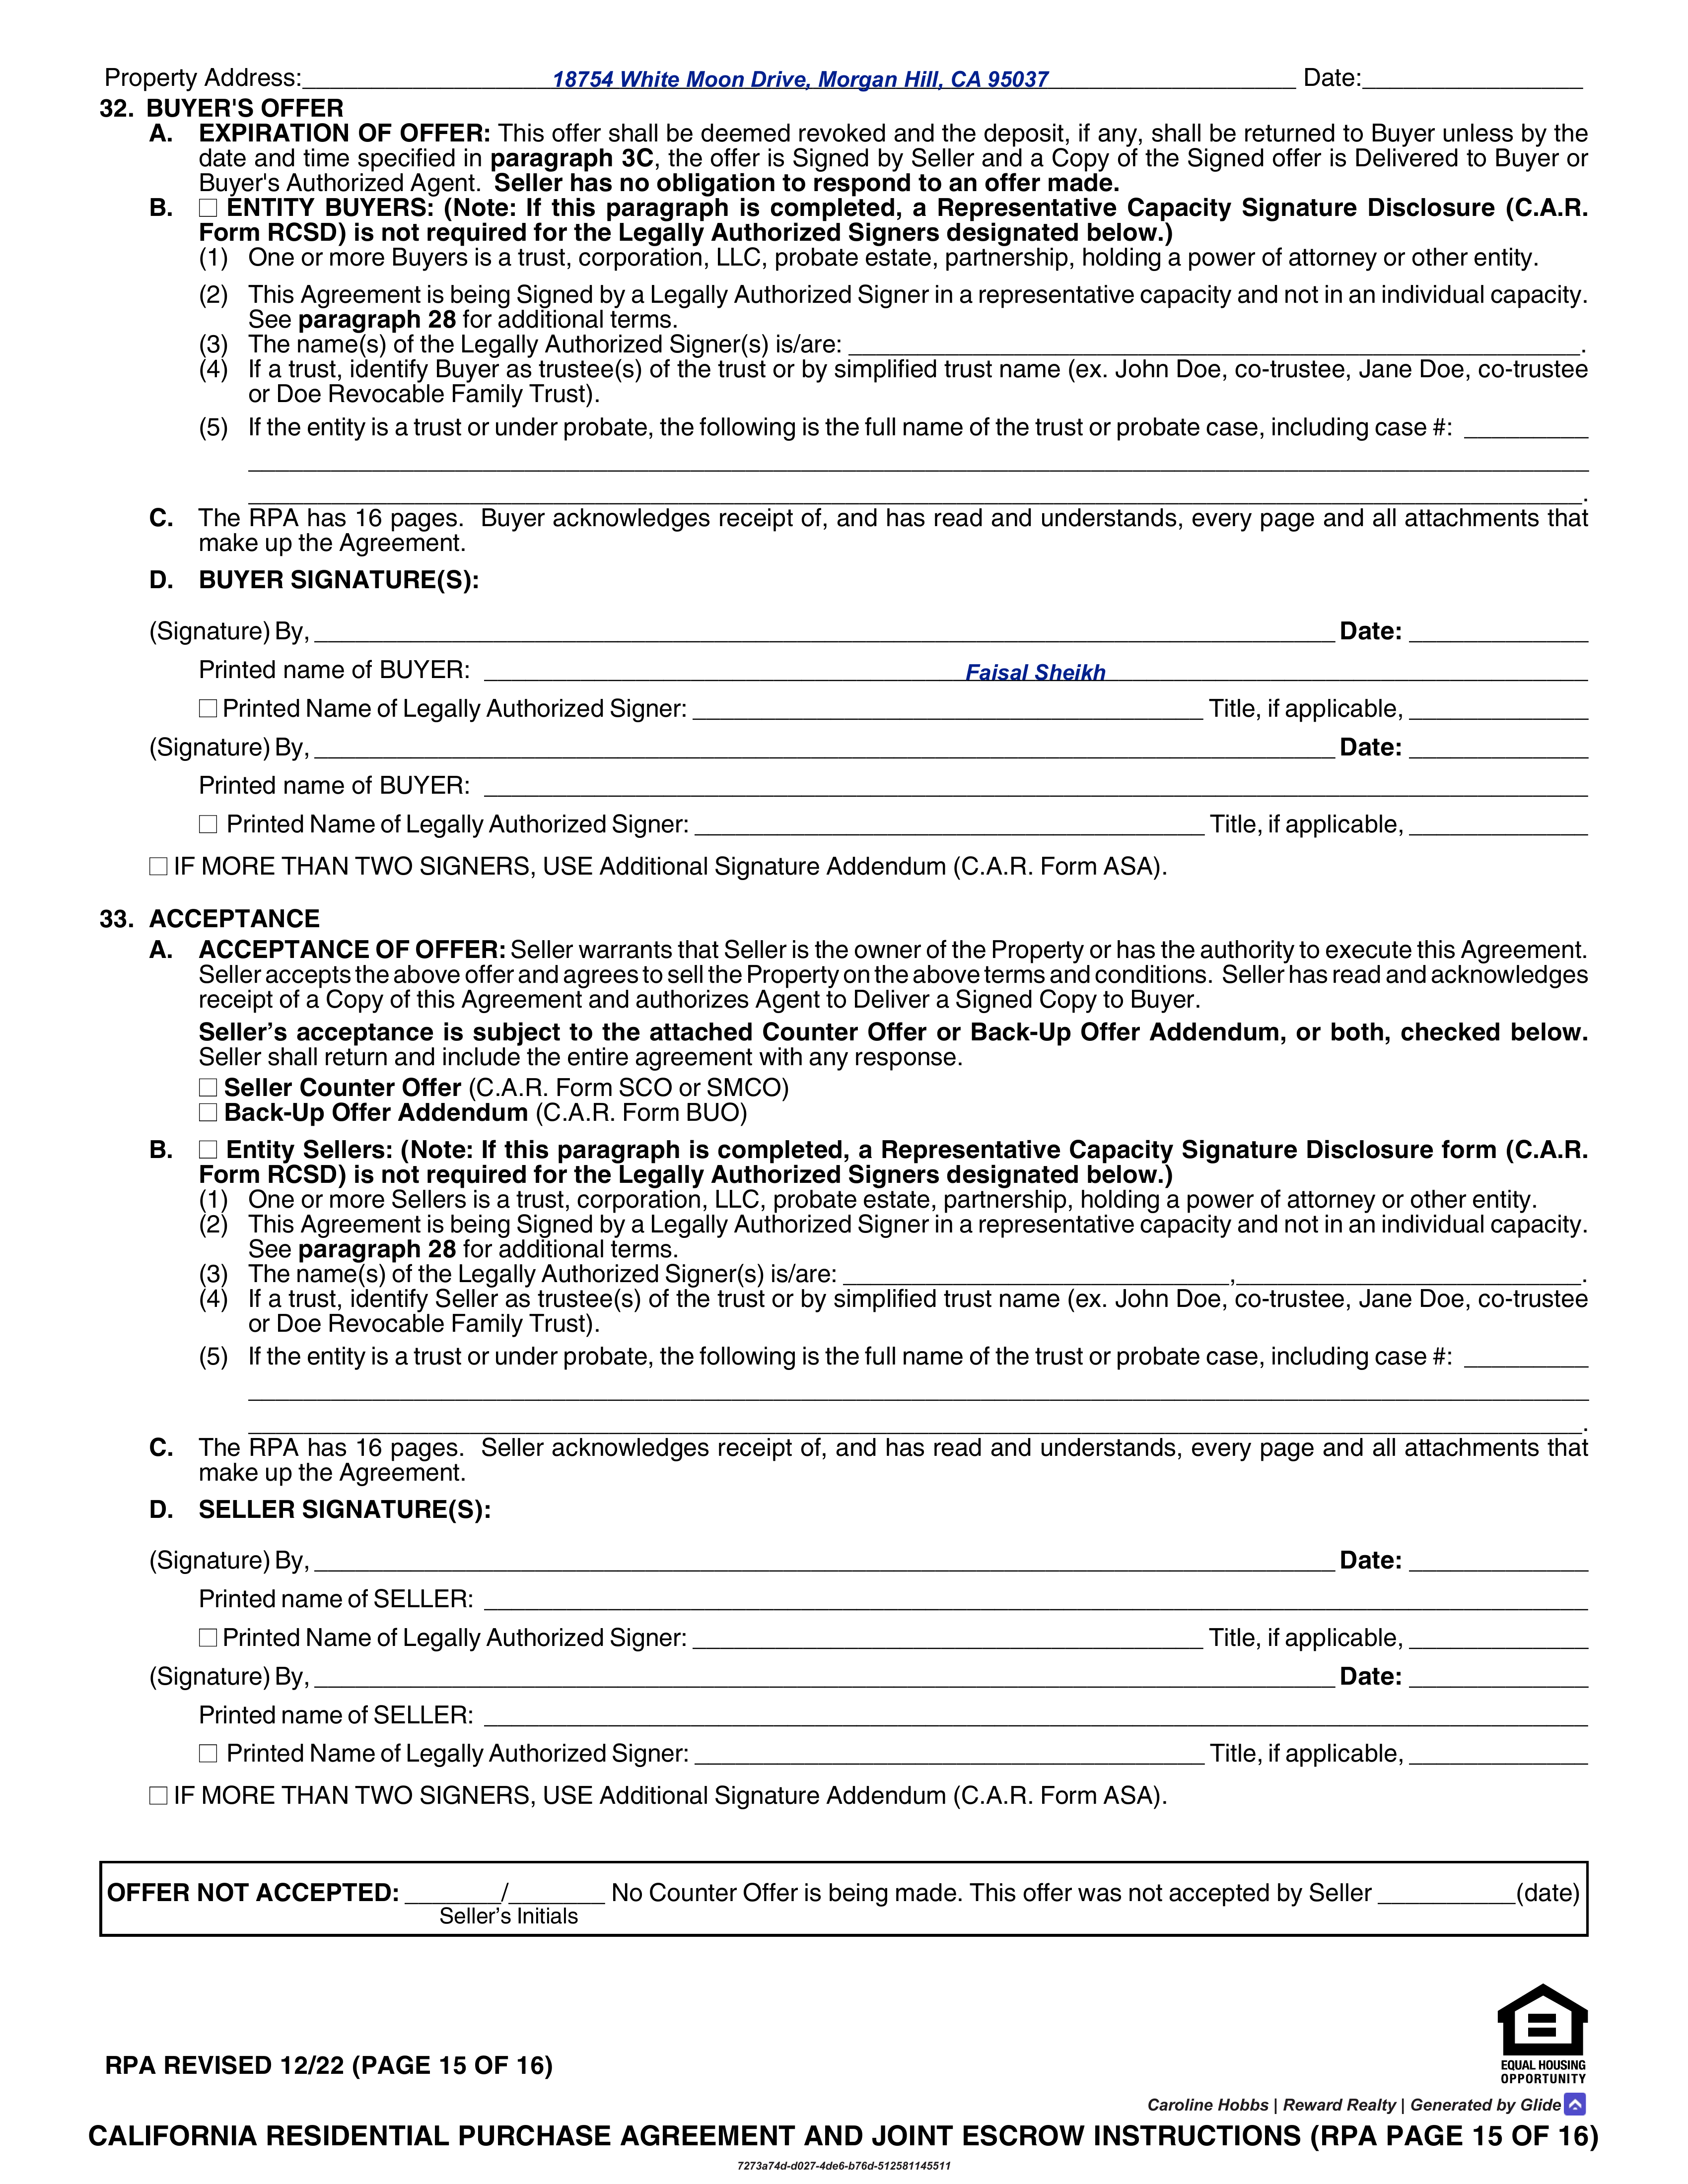 Property Address: 18754 White Moon Drive, Morgan Hill, CA 95037 Date:
32. BUYER'S OFFER
A. EXPIRATION OF OFFER: This offer shall be deemed revoked and the deposit, if any, shall be returned to Buyer unless by the
date and time specified in paragraph 3C, the offer is Signed by Seller and a Copy of the Signed offer is Delivered to Buyer or
Buyer's Authorized Agent. Seller has no obligation to respond to an offer made.
B. ☐ ENTITY BUYERS: (Note: If this paragraph is completed, a Representative Capacity Signature Disclosure (C.A.R.
Form RCSD) is not required for the Legally Authorized Signers designated below.)
(1) One or more Buyers is a trust, corporation, LLC, probate estate, partnership, holding a power of attorney or other entity.
(2) This Agreement is being Signed by a Legally Authorized Signer in a representative capacity and not in an individual capacity.
See paragraph 28 for additional terms.
(3) The name(s) of the Legally Authorized Signer(s) is/are: .
(4) If a trust, identify Buyer as trustee(s) of the trust or by simplified trust name (ex. John Doe, co-trustee, Jane Doe, co-trustee
or Doe Revocable Family Trust).
(5) If the entity is a trust or under probate, the following is the full name of the trust or probate case, including case #:
.
C. The RPA has 16 pages. Buyer acknowledges receipt of, and has read and understands, every page and all attachments that
make up the Agreement.
D. BUYER SIGNATURE(S):
(Signature) By, Date:
Printed name of BUYER: Faisal Sheikh
☐ Printed Name of Legally Authorized Signer: Title, if applicable,
(Signature) By, Date:
Printed name of BUYER:
☐ Printed Name of Legally Authorized Signer: Title, if applicable,
☐ IF MORE THAN TWO SIGNERS, USE Additional Signature Addendum (C.A.R. Form ASA).
33. ACCEPTANCE
A. ACCEPTANCE OF OFFER: Seller warrants that Seller is the owner of the Property or has the authority to execute this Agreement.
Seller accepts the above offer and agrees to sell the Property on the above terms and conditions. Seller has read and acknowledges
receipt of a Copy of this Agreement and authorizes Agent to Deliver a Signed Copy to Buyer.
Seller’s acceptance is subject to the attached Counter Offer or Back-Up Offer Addendum, or both, checked below.
Seller shall return and include the entire agreement with any response.
☐ Seller Counter Offer (C.A.R. Form SCO or SMCO)
☐ Back-Up Offer Addendum (C.A.R. Form BUO)
B. ☐ Entity Sellers: (Note: If this paragraph is completed, a Representative Capacity Signature Disclosure form (C.A.R.
Form RCSD) is not required for the Legally Authorized Signers designated below.)
(1) One or more Sellers is a trust, corporation, LLC, probate estate, partnership, holding a power of attorney or other entity.
(2) This Agreement is being Signed by a Legally Authorized Signer in a representative capacity and not in an individual capacity.
See paragraph 28 for additional terms.
(3) The name(s) of the Legally Authorized Signer(s) is/are: , .
(4) If a trust, identify Seller as trustee(s) of the trust or by simplified trust name (ex. John Doe, co-trustee, Jane Doe, co-trustee
or Doe Revocable Family Trust).
(5) If the entity is a trust or under probate, the following is the full name of the trust or probate case, including case #:
.
C. The RPA has 16 pages. Seller acknowledges receipt of, and has read and understands, every page and all attachments that
make up the Agreement.
D. SELLER SIGNATURE(S):
(Signature) By, Date:
Printed name of SELLER:
☐ Printed Name of Legally Authorized Signer: Title, if applicable,
(Signature) By, Date:
Printed name of SELLER:
☐ Printed Name of Legally Authorized Signer: Title, if applicable,
☐ IF MORE THAN TWO SIGNERS, USE Additional Signature Addendum (C.A.R. Form ASA).
OFFER NOT ACCEPTED: / No Counter Offer is being made. This offer was not accepted by Seller (date)
Seller’s Initials
EQUAL HOUSING
OPPORTUNITY
RPA REVISED 12/22 (PAGE 15 OF 16)
Caroline Hobbs | Reward Realty | Generated by Glide
CALIFORNIA RESIDENTIAL PURCHASE AGREEMENT AND JOINT ESCROW INSTRUCTIONS (RPA PAGE 15 OF 16)
7273a74d-d027-4de6-b76d-512581145511